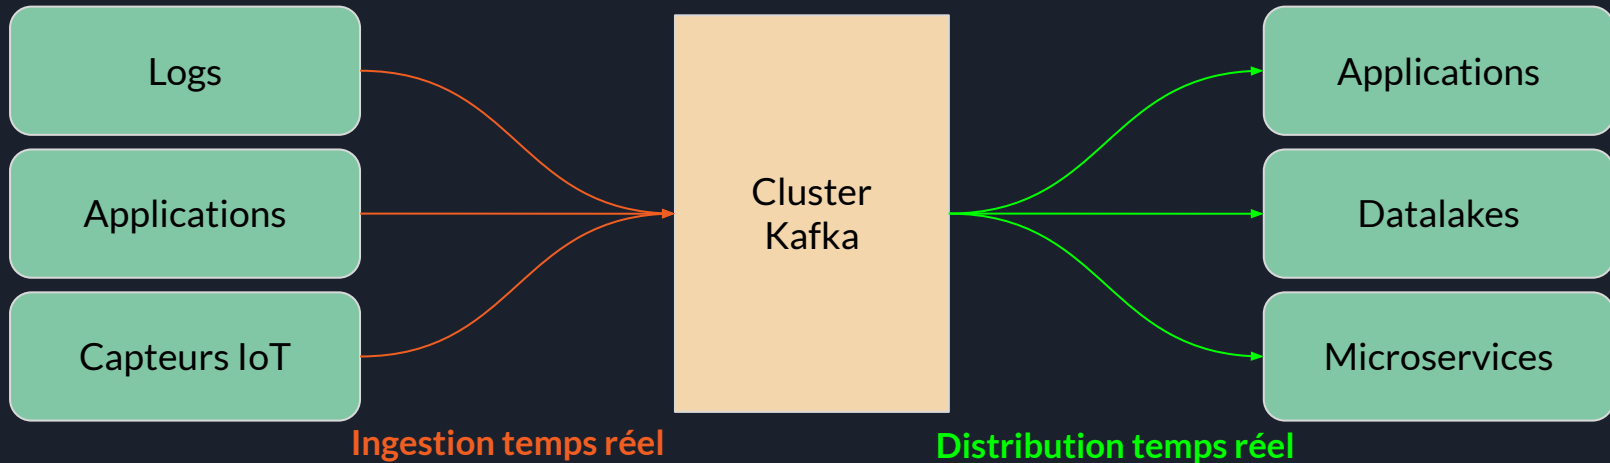 Logs
Applications
Capteurs IoT
Cluster
Kafka
Applications
Datalakes
Microservices
Ingestion temps réel
Distribution temps réel